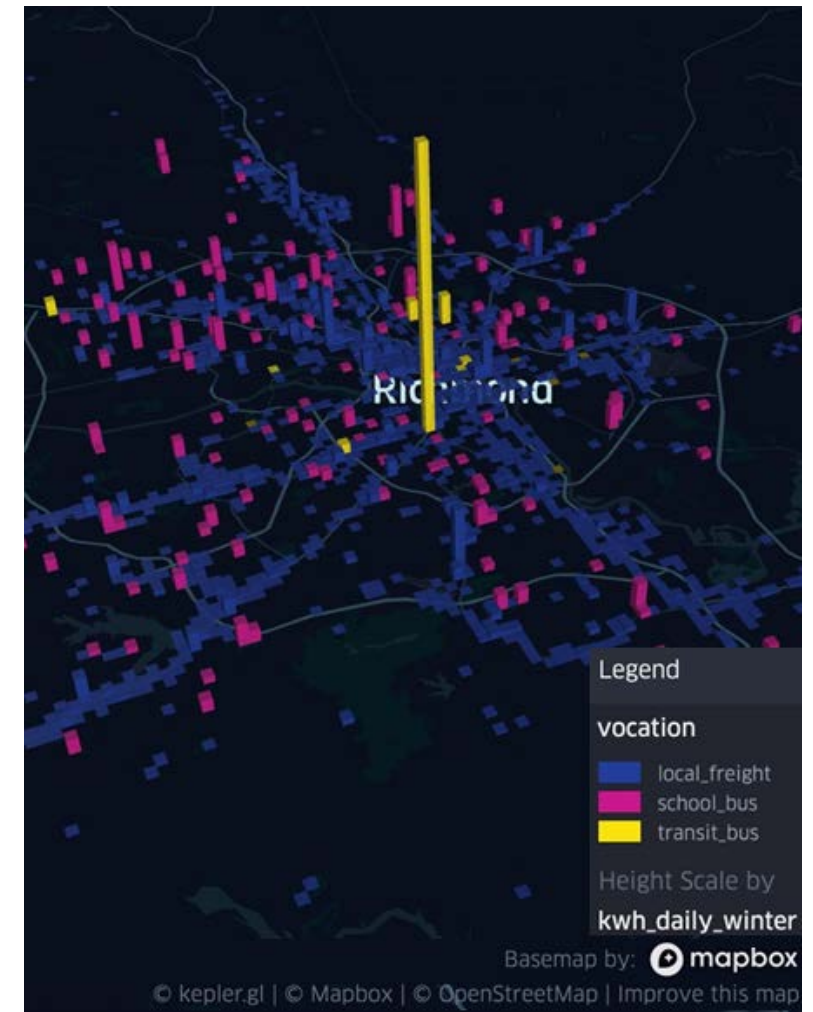 Richmond
Legend
vocation
local_freight
school_bus
transit_bus
Height Scale by
kwh_daily_winter
Basemap by: mapbox
© kepler.gl | © Mapbox | © OpenStreetMap | Improve this map